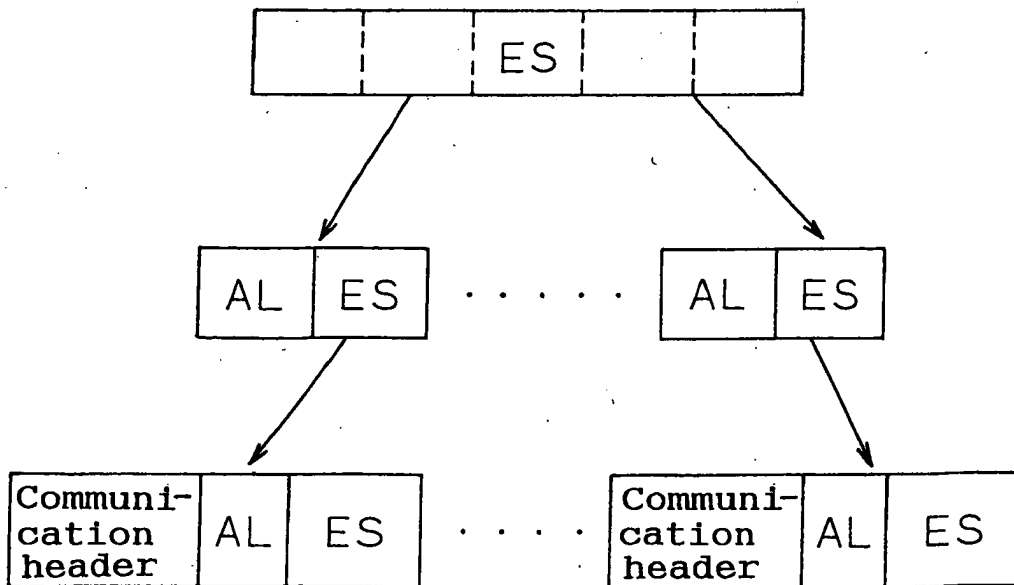 ES
AL ES . . . . . AL ES
Communi-
cation
header
AL ES . . . . .
Communi-
cation
header
AL ES